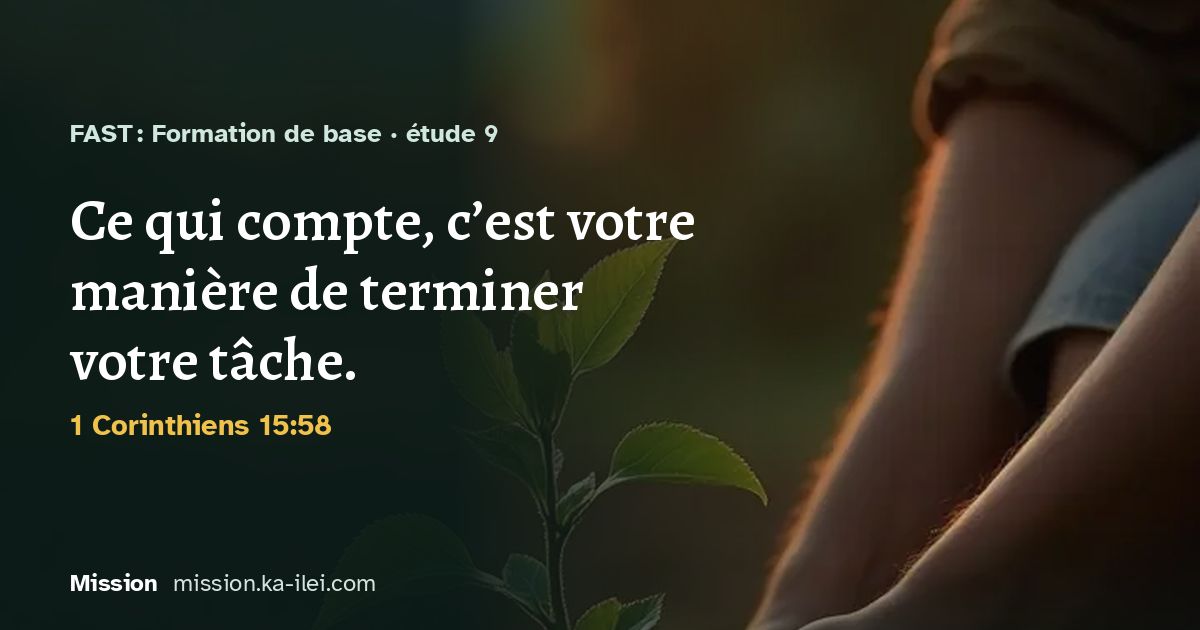 FAST : Formation de base · étude 9
Ce qui compte, c’est votre
manière de terminer
votre tâche.
1 Corinthiens 15:58
Mission mission.ka-ilei.com